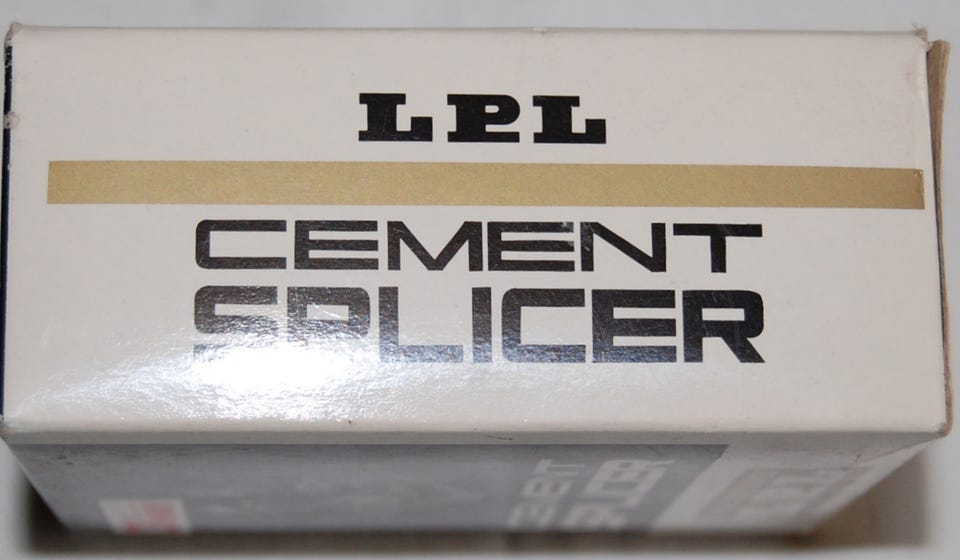 LPL
CEMENT
SPLICER